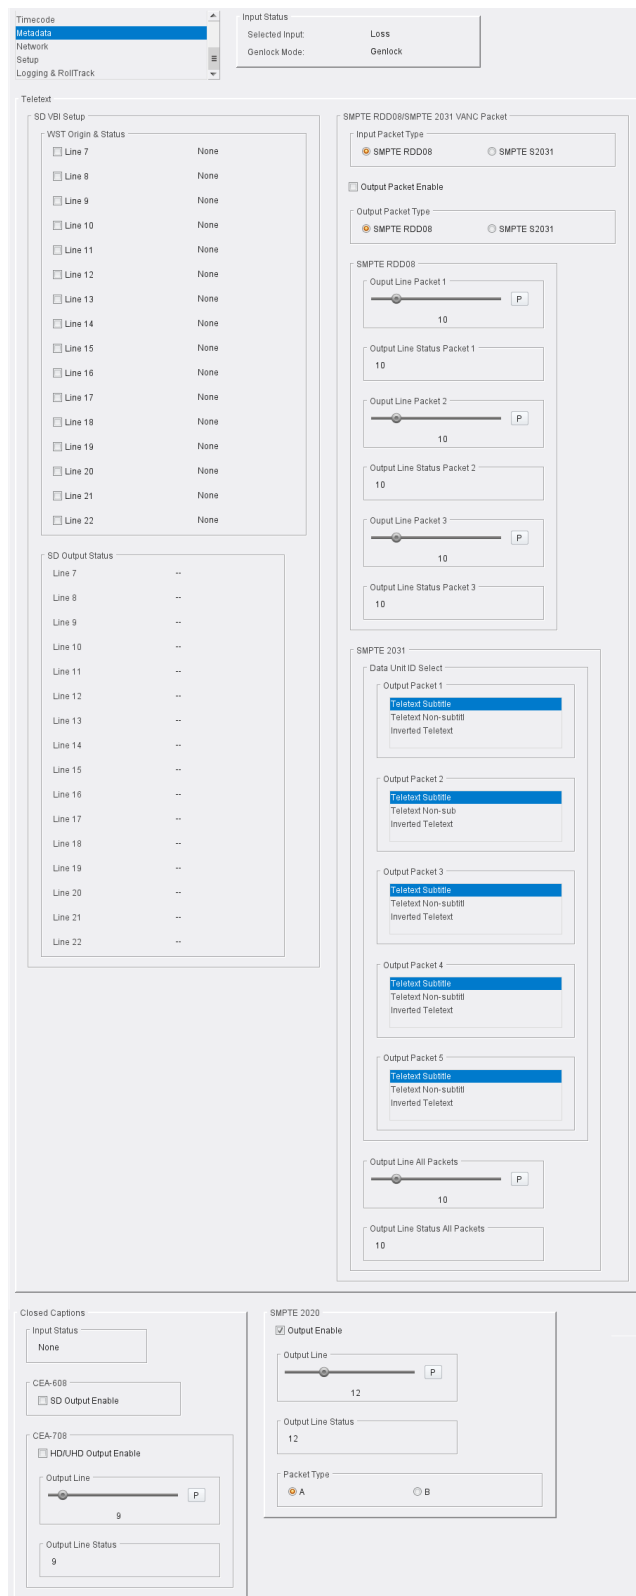 Timecode
Metadata
Network
Setup
Logging & RollTrack
Input Status
Selected Input: Loss
Genlock Mode: Genlock
Teletext
SD VBI Setup
WST Origin & Status
Line 7 None
Line 8 None
Line 9 None
Line 10 None
Line 11 None
Line 12 None
Line 13 None
Line 14 None
Line 15 None
Line 16 None
Line 17 None
Line 18 None
Line 19 None
Line 20 None
Line 21 None
Line 22 None
SD Output Status
Line 7 --
Line 8 --
Line 9 --
Line 10 --
Line 11 --
Line 12 --
Line 13 --
Line 14 --
Line 15 --
Line 16 --
Line 17 --
Line 18 --
Line 19 --
Line 20 --
Line 21 --
Line 22 --
SMPTE RDD08/SMPTE 2031 VANC Packet
Input Packet Type
SMPTE RDD08 SMPTE S2031
Output Packet Enable
Output Packet Type
SMPTE RDD08 SMPTE S2031
SMPTE RDD08
Ouput Line Packet 1
P
10
Output Line Status Packet 1
10
Ouput Line Packet 2
P
10
Output Line Status Packet 2
10
Ouput Line Packet 3
P
10
Output Line Status Packet 3
10
SMPTE 2031
Data Unit ID Select
Output Packet 1
Teletext Subtitle
Teletext Non-subtitl
Inverted Teletext
Output Packet 2
Teletext Subtitle
Teletext Non-sub
Inverted Teletext
Output Packet 3
Teletext Subtitle
Teletext Non-subtitl
Inverted Teletext
Output Packet 4
Teletext Subtitle
Teletext Non-subtitl
Inverted Teletext
Output Packet 5
Teletext Subtitle
Teletext Non-subtitl
Inverted Teletext
Output Line All Packets
P
10
Output Line Status All Packets
10
Closed Captions
Input Status
None
CEA-608
SD Output Enable
CEA-708
HD/UHD Output Enable
Output Line
P
9
Output Line Status
9
SMPTE 2020
Output Enable
Output Line
P
12
Output Line Status
12
Packet Type
A B